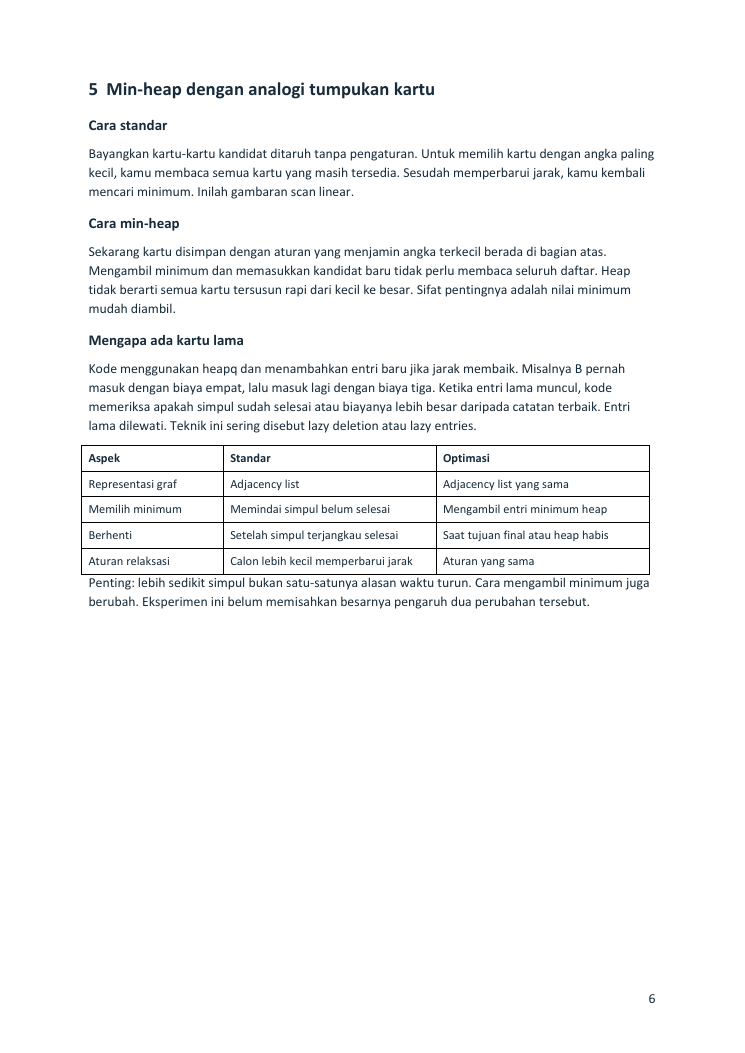 5 Min-heap dengan analogi tumpukan kartu
Cara standar
Bayangkan kartu-kartu kandidat ditaruh tanpa pengaturan. Untuk memilih kartu dengan angka paling
kecil, kamu membaca semua kartu yang masih tersedia. Sesudah memperbarui jarak, kamu kembali
mencari minimum. Inilah gambaran scan linear.
Cara min-heap
Sekarang kartu disimpan dengan aturan yang menjamin angka terkecil berada di bagian atas.
Mengambil minimum dan memasukkan kandidat baru tidak perlu membaca seluruh daftar. Heap
tidak berarti semua kartu tersusun rapi dari kecil ke besar. Sifat pentingnya adalah nilai minimum
mudah diambil.
Mengapa ada kartu lama
Kode menggunakan heapq dan menambahkan entri baru jika jarak membaik. Misalnya B pernah
masuk dengan biaya empat, lalu masuk lagi dengan biaya tiga. Ketika entri lama muncul, kode
memeriksa apakah simpul sudah selesai atau biayanya lebih besar daripada catatan terbaik. Entri
lama dilewati. Teknik ini sering disebut lazy deletion atau lazy entries.
Aspek Standar Optimasi
Representasi graf Adjacency list Adjacency list yang sama
Memilih minimum Memindai simpul belum selesai Mengambil entri minimum heap
Berhenti Setelah simpul terjangkau selesai Saat tujuan final atau heap habis
Aturan relaksasi Calon lebih kecil memperbarui jarak Aturan yang sama
Penting: lebih sedikit simpul bukan satu-satunya alasan waktu turun. Cara mengambil minimum juga
berubah. Eksperimen ini belum memisahkan besarnya pengaruh dua perubahan tersebut.
6